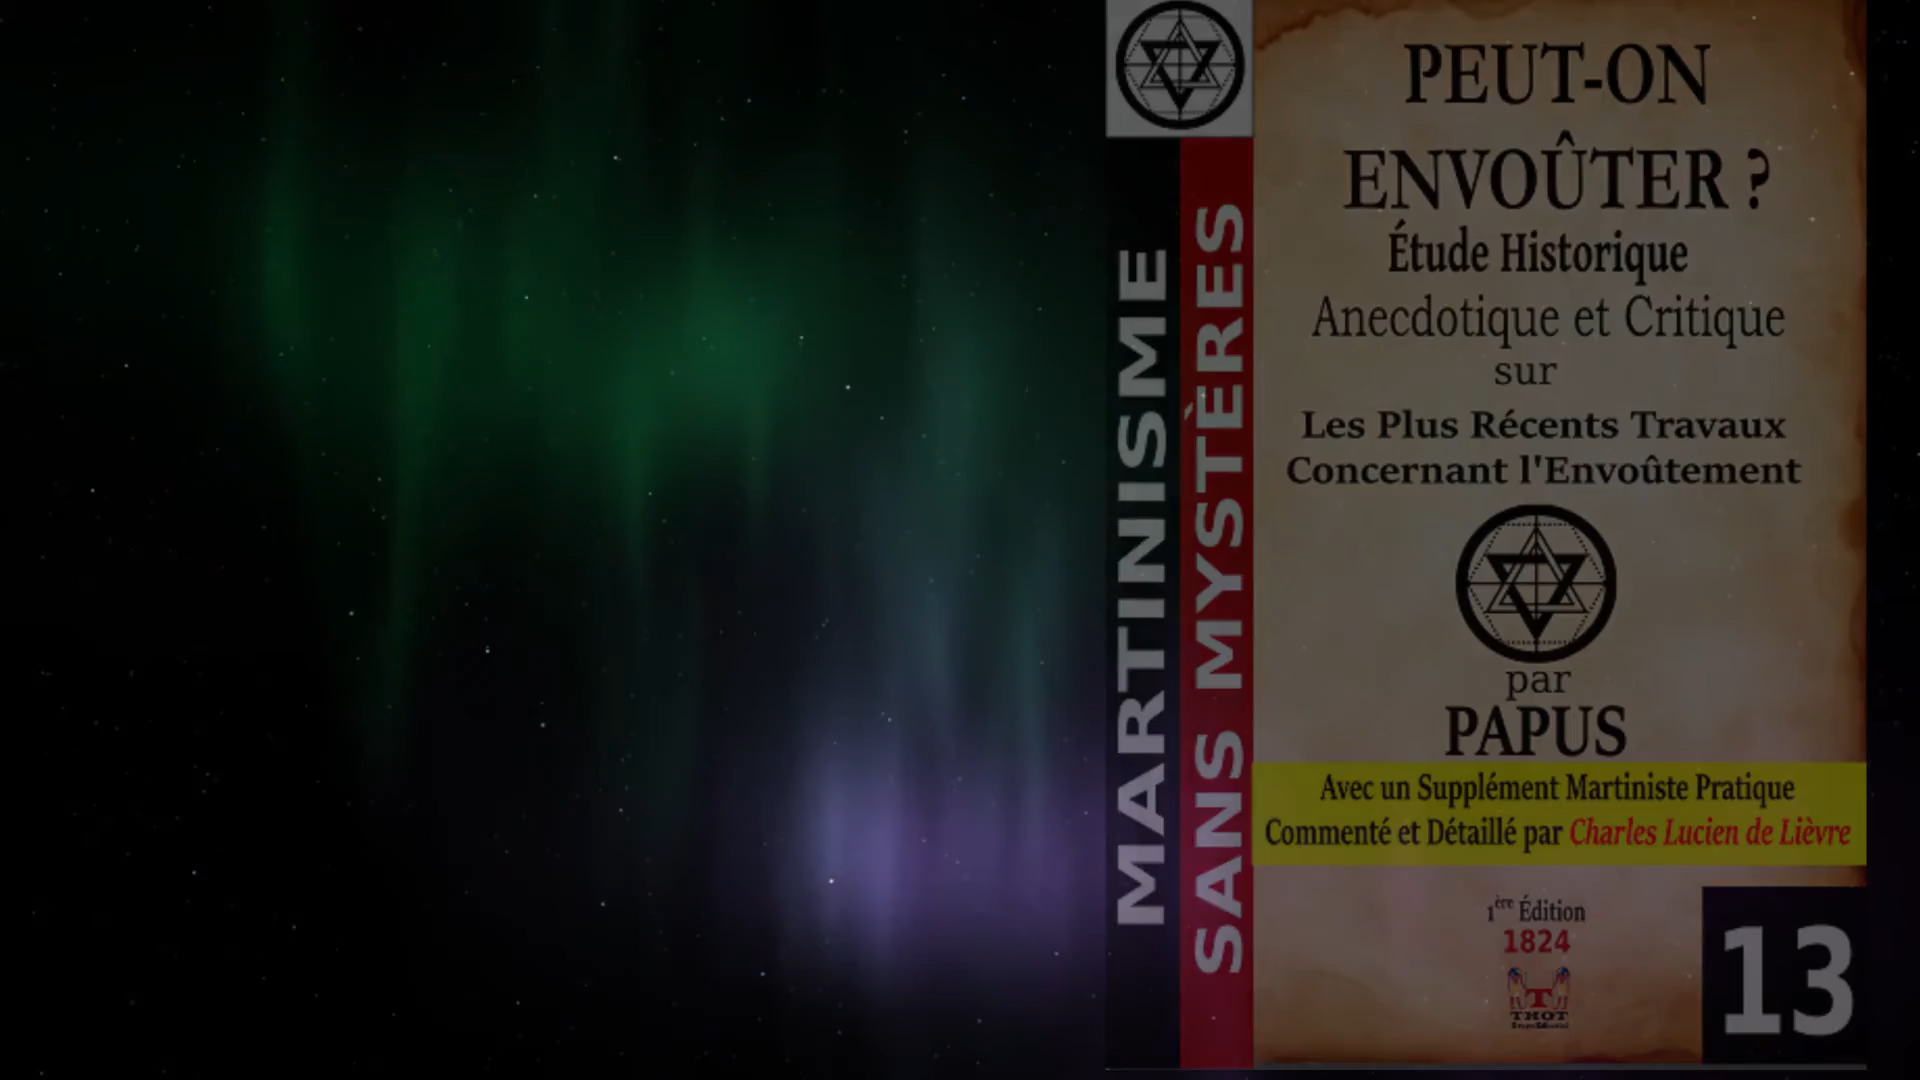 MARTINISME
SANS MYSTÈRES
PEUT-ON
ENVOÛTER ?
Étude Historique
Anecdotique et Critique
sur
Les Plus Récents Travaux
Concernant l'Envoûtement
par
PAPUS
Avec un Supplément Martiniste Pratique
Commenté et Détaillé par Charles Lucien de Lièvre
1ère Édition
1824
T
THOT
13